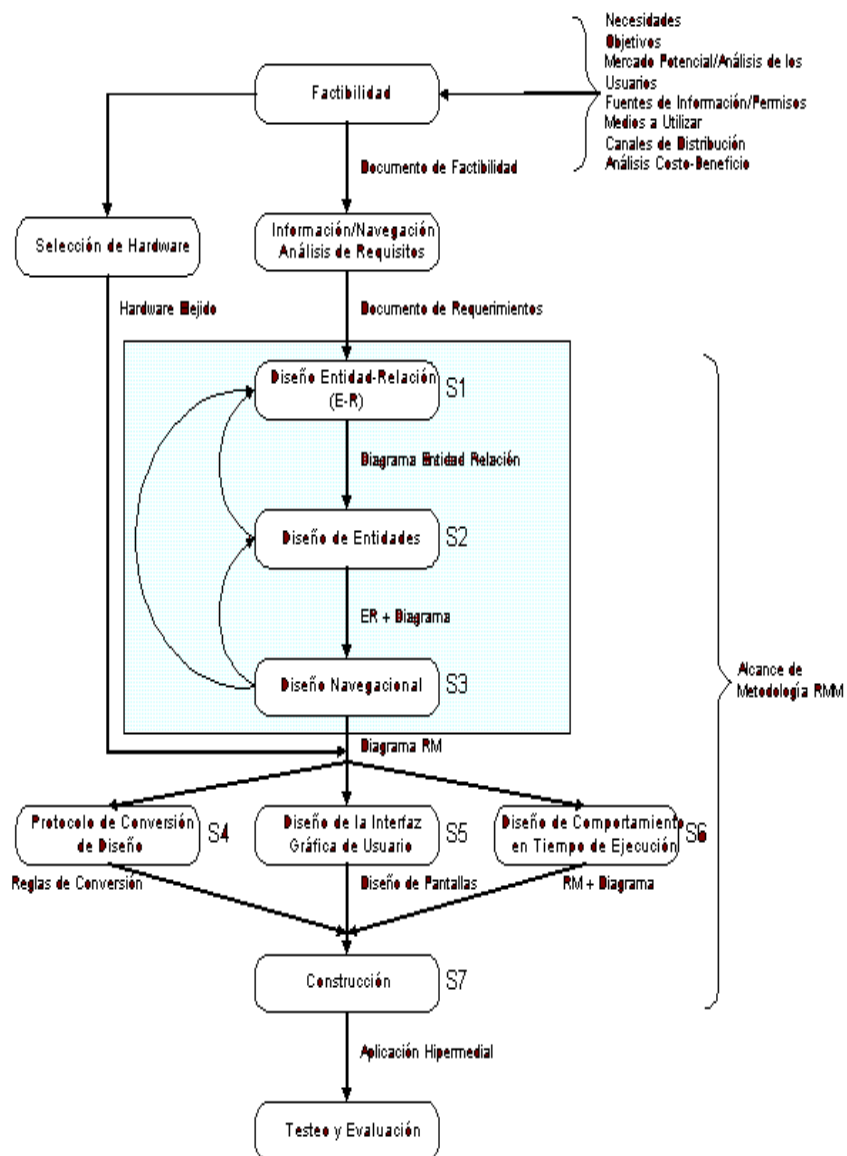 Necesidades
Objetivos
Mercado Potencial/Análisis de los
Usuarios
Fuentes de Información/Permisos
Medios a Utilizar
Canales de Distribución
Análisis Costo-Beneficio
Factibilidad
Documento de Factibilidad
Selección de Hardware
Información/Navegación
Análisis de Requisitos
Hardware Elejido
Documento de Requerimientos
Diseño Entidad-Relación
(E-R)
S1
Diagrama Entidad Relación
Diseño de Entidades
S2
ER + Diagrama
Diseño Navegacional
S3
Alcance de
Metodología RMM
Diagrama RM
Protocolo de Conversión
de Diseño
S4
Diseño de la Interfaz
Gráfica de Usuario
S5
Diseño de Comportamiento
en Tiempo de Ejecución
S6
Reglas de Conversión
Diseño de Pantallas
RM + Diagrama
Construcción
S7
Aplicación Hipermedial
Testeo y Evaluación